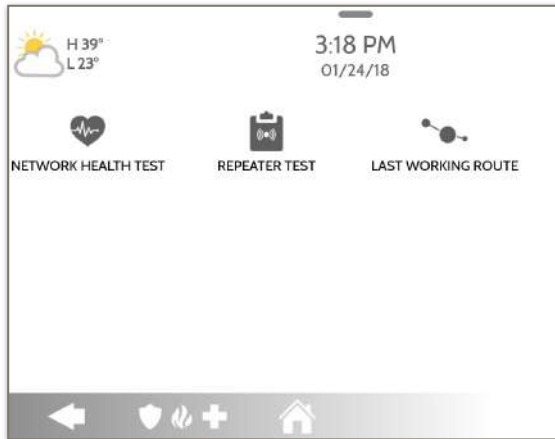 H 39°
L 23°
3:18 PM
01/24/18
NETWORK HEALTH TEST
REPEATER TEST
LAST WORKING ROUTE